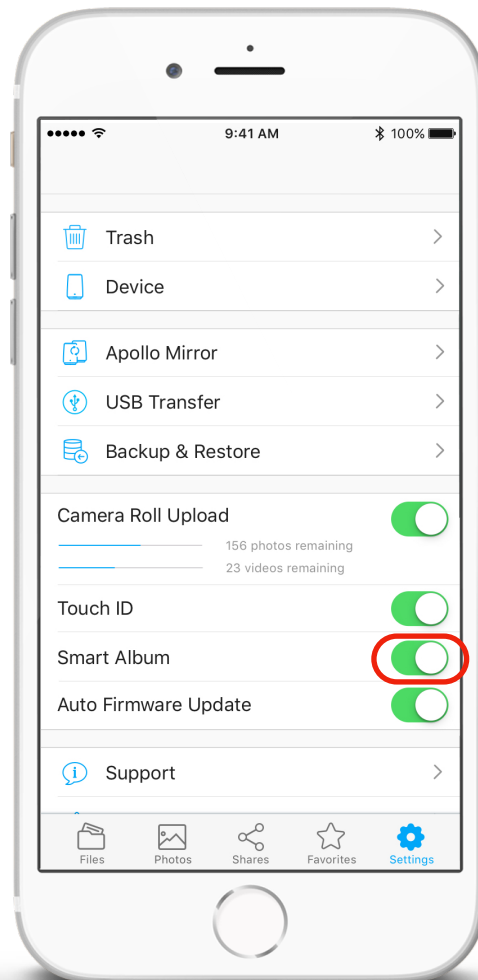 9:41 AM
100%
Trash
Device
Apollo Mirror
USB Transfer
Backup & Restore
Camera Roll Upload
156 photos remaining
23 videos remaining
Touch ID
Smart Album
Auto Firmware Update
Support
Files Photos Shares Favorites Settings